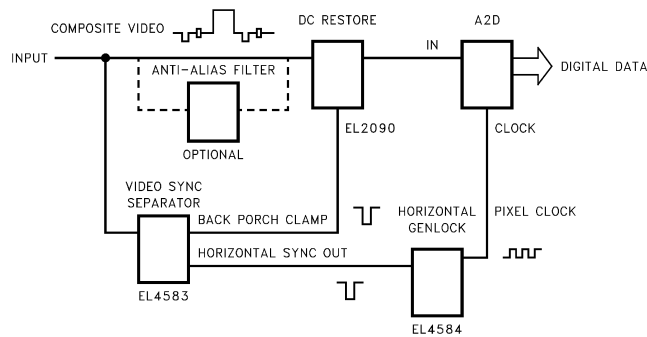 COMPOSITE VIDEO
DC RESTORE
A2D
INPUT
IN
ANTI-ALIAS FILTER
DIGITAL DATA
EL2090
CLOCK
OPTIONAL
VIDEO SYNC
SEPARATOR
BACK PORCH CLAMP
HORIZONTAL
GENLOCK
PIXEL CLOCK
HORIZONTAL SYNC OUT
EL4583
EL4584